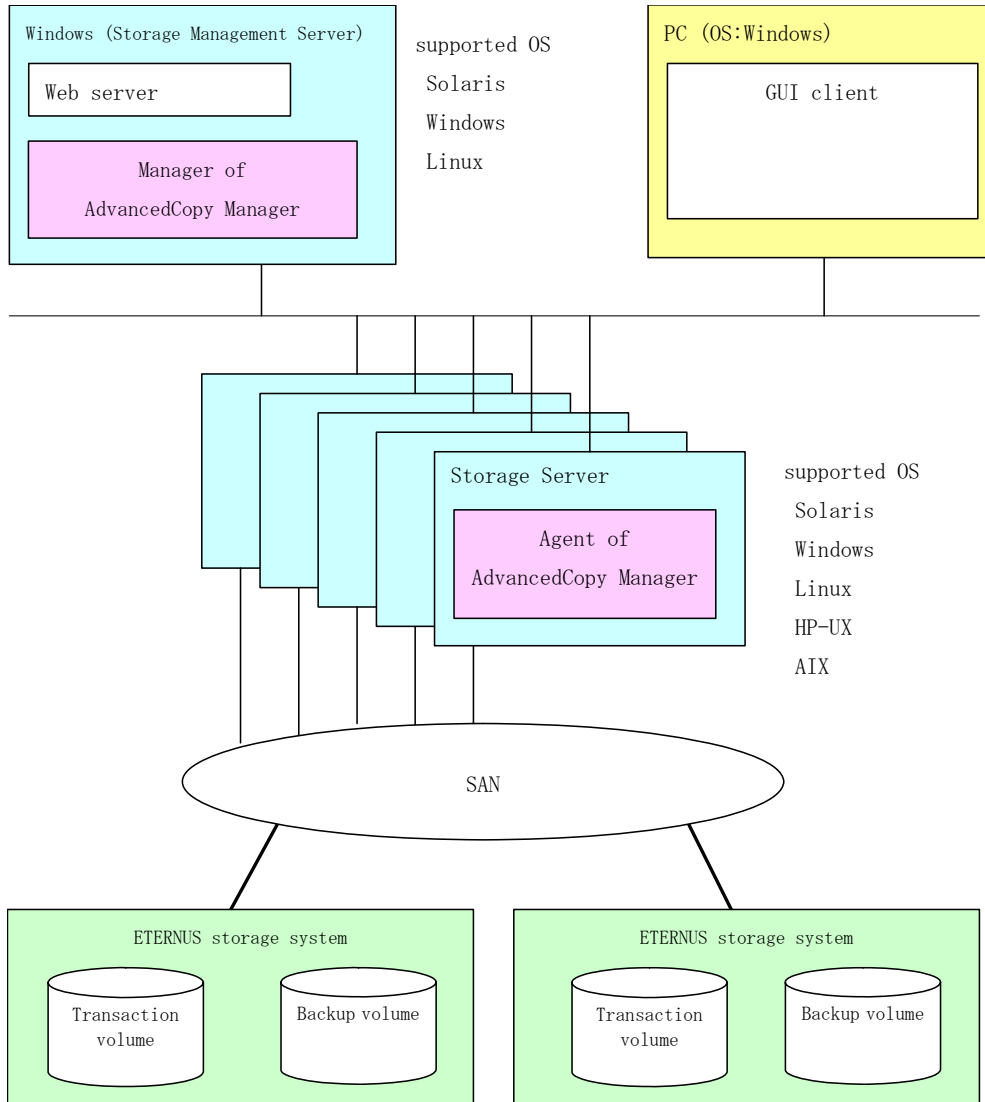 Windows (Storage Management Server)
Web server
Manager of
AdvancedCopy Manager
supported OS
Solaris
Windows
Linux
PC (OS:Windows)
GUI client
Storage Server
Agent of
AdvancedCopy Manager
supported OS
Solaris
Windows
Linux
HP-UX
AIX
SAN
ETERNUS storage system
Transaction
volume
Backup volume
ETERNUS storage system
Transaction
volume
Backup volume